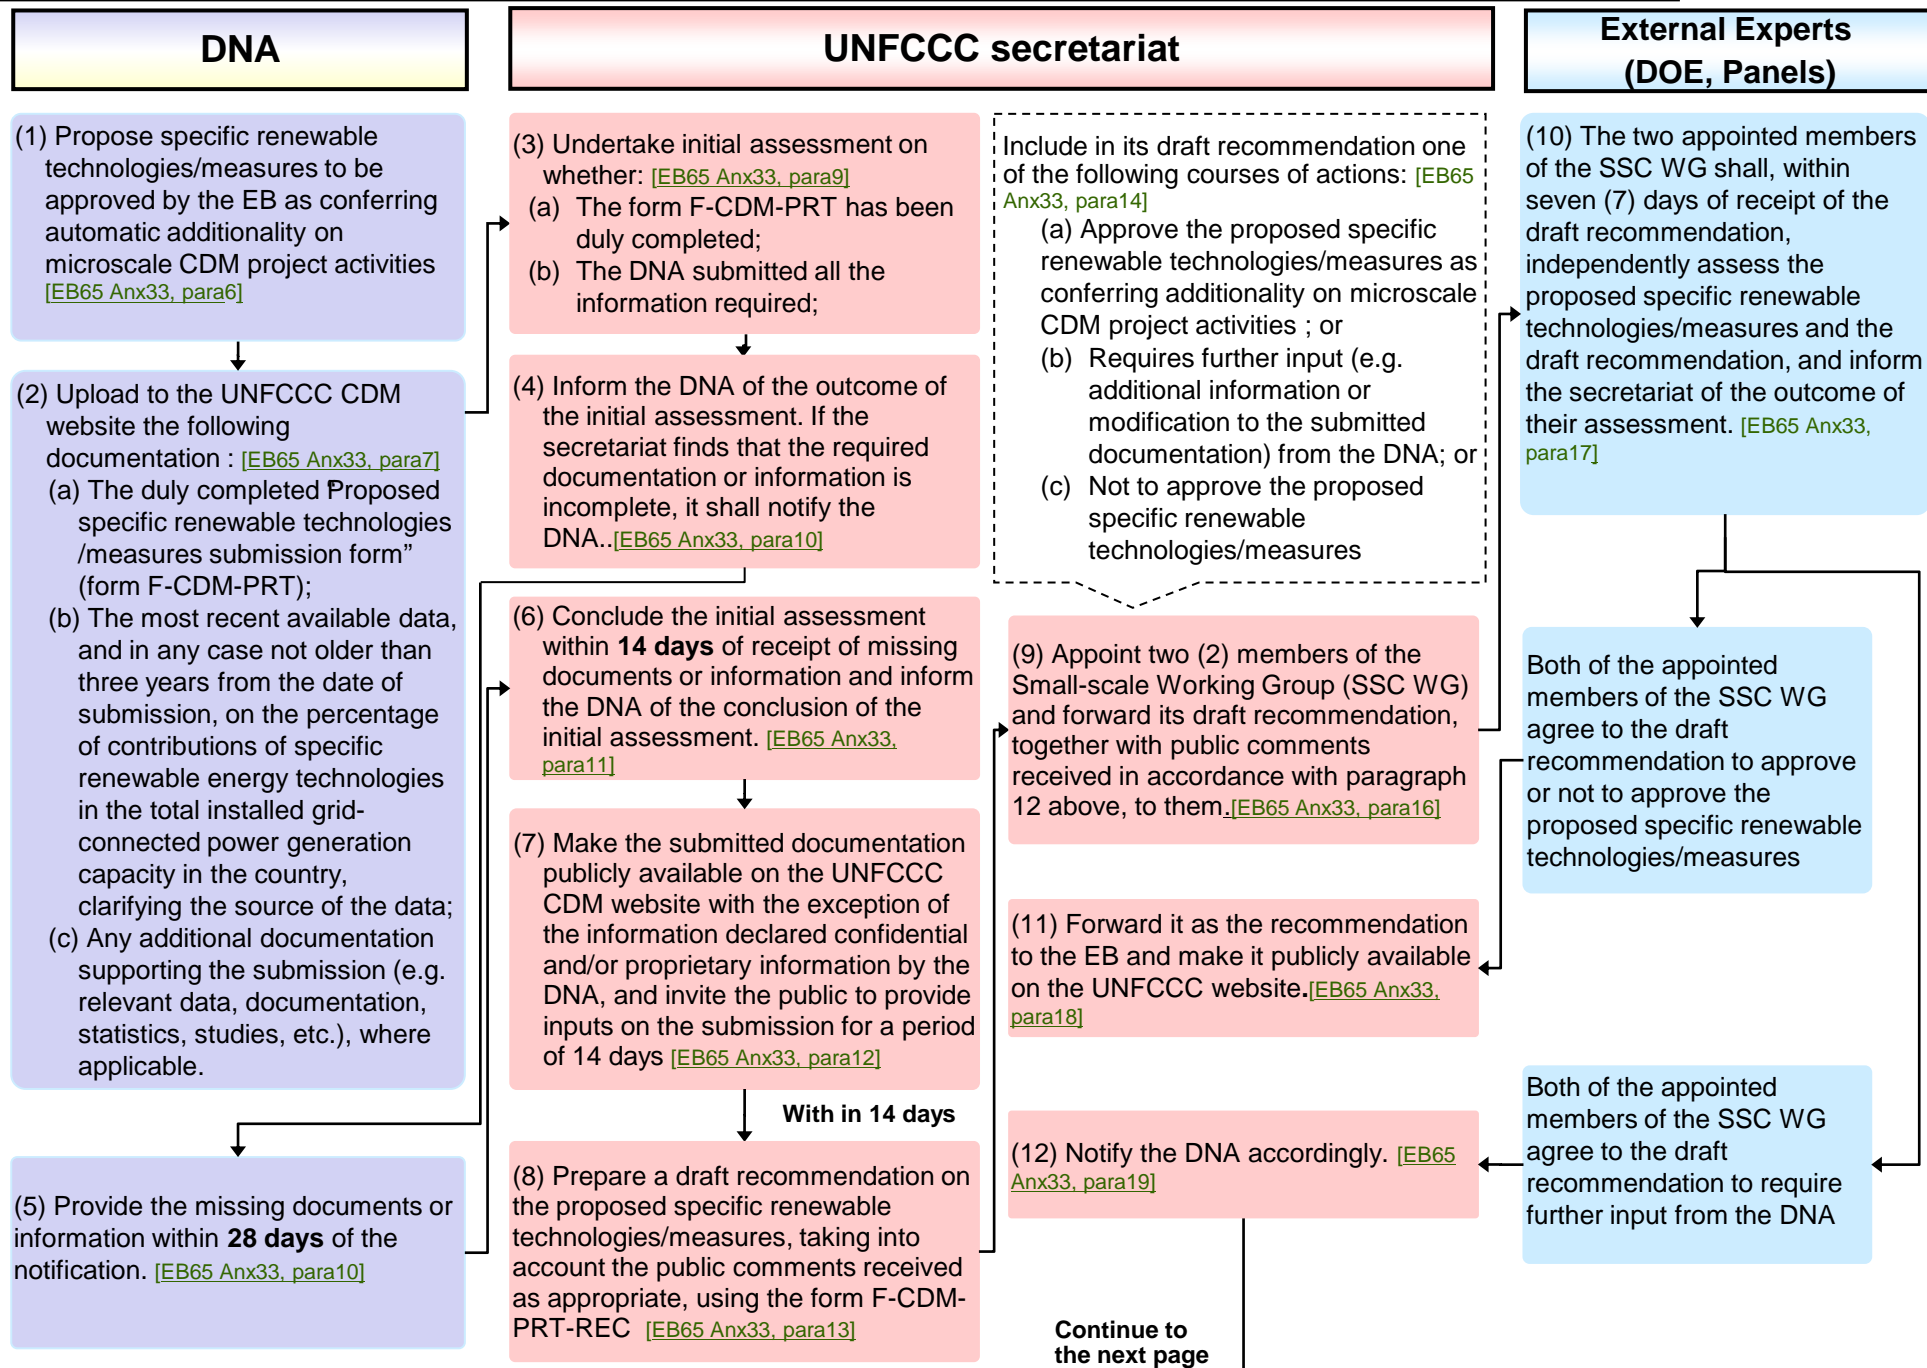 DNA
UNFCCC secretariat
External Experts
(DOE, Panels)
(1) Propose specific renewable
technologies/measures to be
approved by the EB as conferring
automatic additionality on
microscale CDM project activities
[EB65 Anx33, para6]
(2) Upload to the UNFCCC CDM
website the following
documentation : [EB65 Anx33, para7]
(a) The duly completed "Proposed
specific renewable technologies
/measures submission form”
(form F-CDM-PRT);
(b) The most recent available data,
and in any case not older than
three years from the date of
submission, on the percentage
of contributions of specific
renewable energy technologies
in the total installed grid-
connected power generation
capacity in the country,
clarifying the source of the data;
(c) Any additional documentation
supporting the submission (e.g.
relevant data, documentation,
statistics, studies, etc.), where
applicable.
(5) Provide the missing documents or
information within 28 days of the
notification. [EB65 Anx33, para10]
(3) Undertake initial assessment on
whether: [EB65 Anx33, para9]
(a) The form F-CDM-PRT has been
duly completed;
(b) The DNA submitted all the
information required;
(4) Inform the DNA of the outcome of
the initial assessment. If the
secretariat finds that the required
documentation or information is
incomplete, it shall notify the
DNA..[EB65 Anx33, para10]
(6) Conclude the initial assessment
within 14 days of receipt of missing
documents or information and inform
the DNA of the conclusion of the
initial assessment. [EB65 Anx33,
para11]
(7) Make the submitted documentation
publicly available on the UNFCCC
CDM website with the exception of
the information declared confidential
and/or proprietary information by the
DNA, and invite the public to provide
inputs on the submission for a period
of 14 days [EB65 Anx33, para12]
With in 14 days
(8) Prepare a draft recommendation on
the proposed specific renewable
technologies/measures, taking into
account the public comments received
as appropriate, using the form F-CDM-
PRT-REC [EB65 Anx33, para13]
Include in its draft recommendation one
of the following courses of actions: [EB65
Anx33, para14]
(a) Approve the proposed specific
renewable technologies/measures as
conferring additionality on microscale
CDM project activities ; or
(b) Requires further input (e.g.
additional information or
modification to the submitted
documentation) from the DNA; or
(c) Not to approve the proposed
specific renewable
technologies/measures
(9) Appoint two (2) members of the
Small-scale Working Group (SSC WG)
and forward its draft recommendation,
together with public comments
received in accordance with paragraph
12 above, to them.[EB65 Anx33, para16]
(11) Forward it as the recommendation
to the EB and make it publicly available
on the UNFCCC website.[EB65 Anx33,
para18]
(12) Notify the DNA accordingly. [EB65
Anx33, para19]
Continue to
the next page
(10) The two appointed members
of the SSC WG shall, within
seven (7) days of receipt of the
draft recommendation,
independently assess the
proposed specific renewable
technologies/measures and the
draft recommendation, and inform
the secretariat of the outcome of
their assessment. [EB65 Anx33,
para17]
Both of the appointed
members of the SSC WG
agree to the draft
recommendation to approve
or not to approve the
proposed specific renewable
technologies/measures
Both of the appointed
members of the SSC WG
agree to the draft
recommendation to require
further input from the DNA